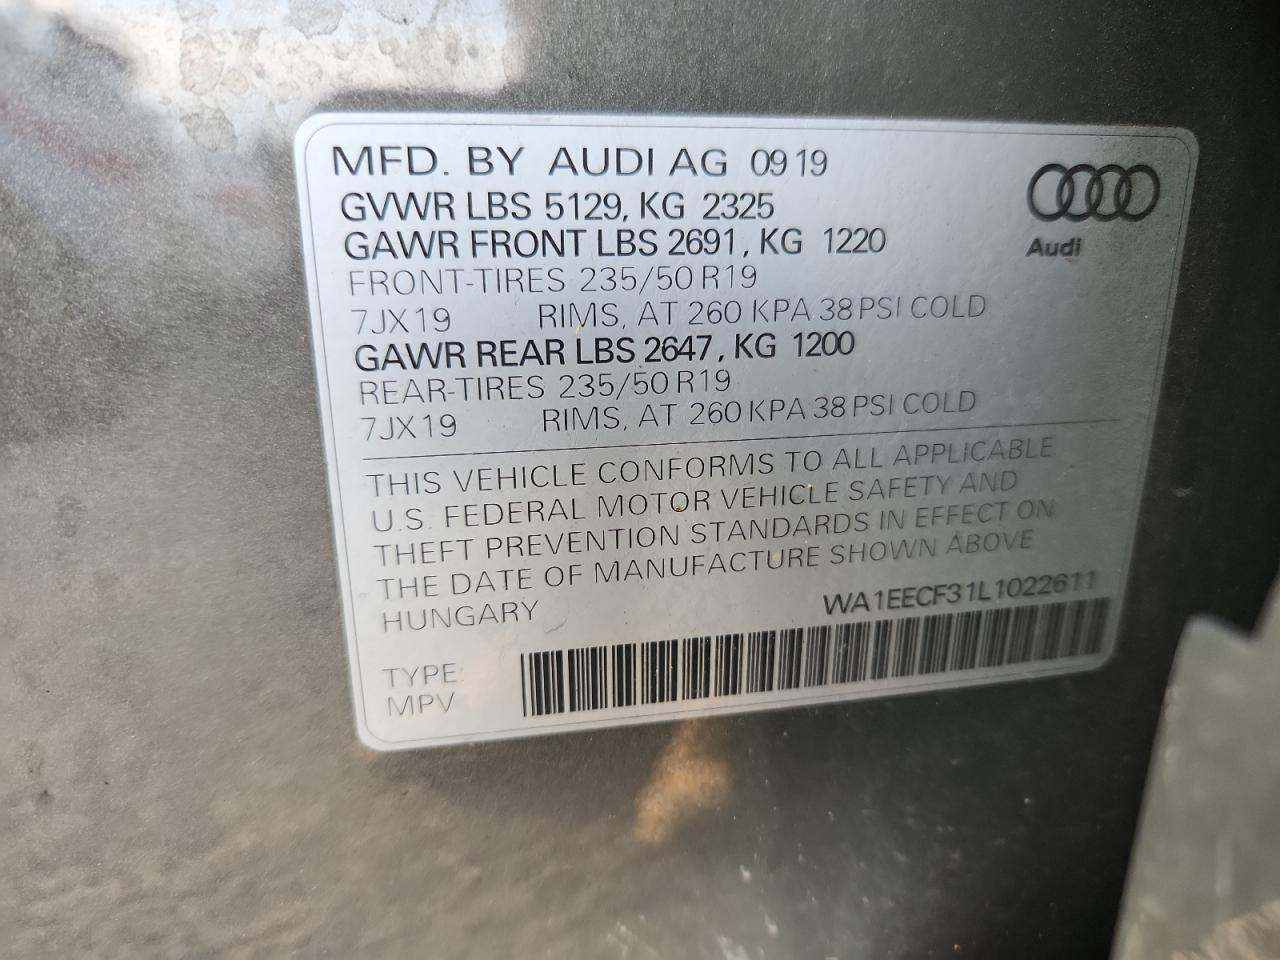 MFD. BY AUDI AG 09 19
GVWR LBS 5129, KG 2325
GAWR FRONT LBS 2691, KG 1220
FRONT-TIRES 235/50 R19
7JX19 RIMS, AT 260 KPA 38 PSI COLD
GAWR REAR LBS 2647, KG 1200
REAR-TIRES 235/50 R19
7JX19 RIMS, AT 260 KPA 38 PSI COLD
Audi
THIS VEHICLE CONFORMS TO ALL APPLICABLE
U.S. FEDERAL MOTOR VEHICLE SAFETY AND
THEFT PREVENTION STANDARDS IN EFFECT ON
THE DATE OF MANUFACTURE SHOWN ABOVE
HUNGARY WA1EECF31L1022611
TYPE:
MPV